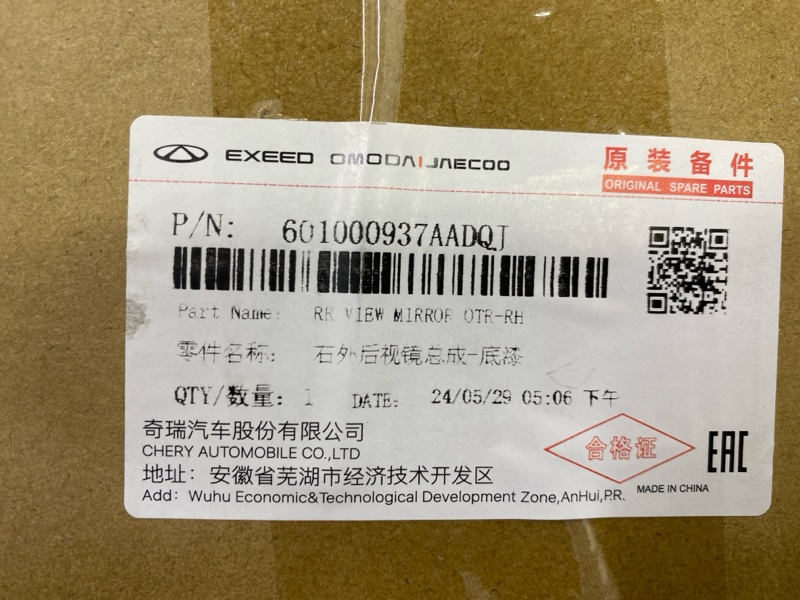 EXEED OMODA JAECOO
原装备件
ORIGINAL SPARE PARTS
P/N: 601000937AADQJ
Part Name: RR VIEW MIRROR OTR-RH
零件名称: 右外后视镜总成-底漆
QTY/数量: 1 DATE: 24/05/29 05:06 下午
奇瑞汽车股份有限公司
CHERY AUTOMOBILE CO.,LTD
地址: 安徽省芜湖市经济技术开发区
Add: Wuhu Economic&Technological Development Zone,AnHui,P.R.
合格证
EAC
MADE IN CHINA